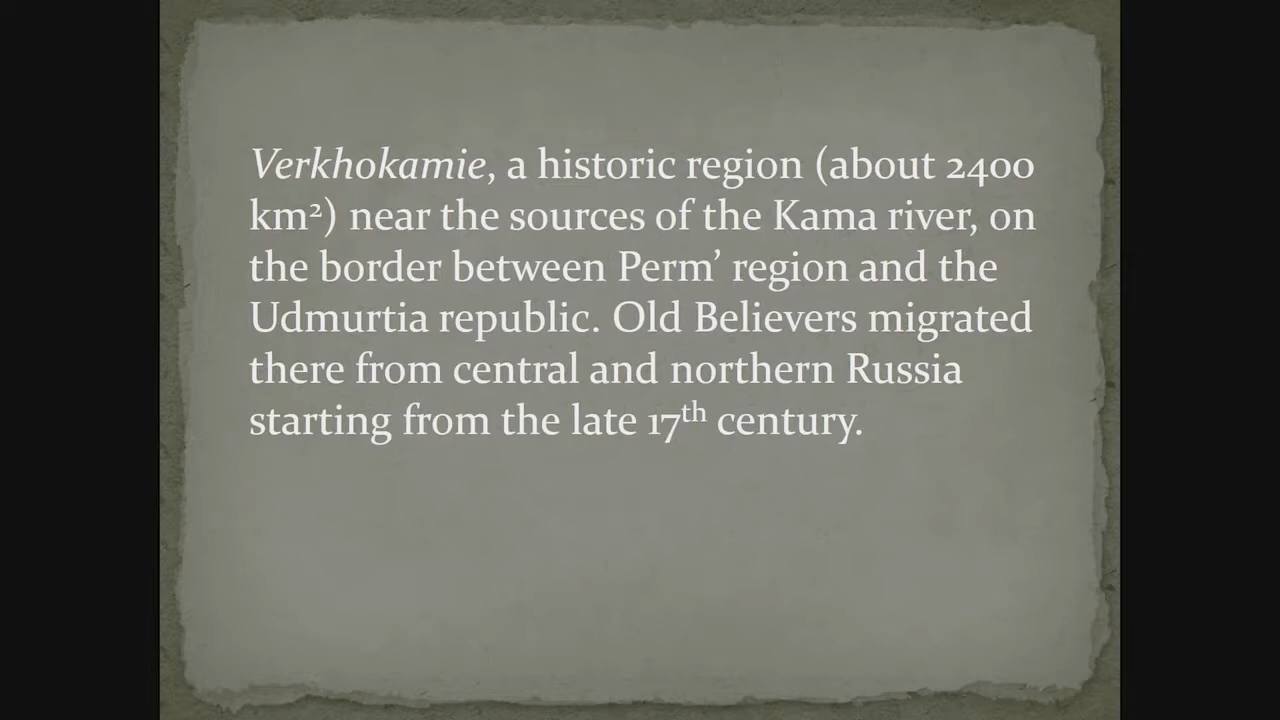 Verkhokamie, a historic region (about 2400
km²) near the sources of the Kama river, on
the border between Perm’ region and the
Udmurtia republic. Old Believers migrated
there from central and northern Russia
starting from the late 17th century.